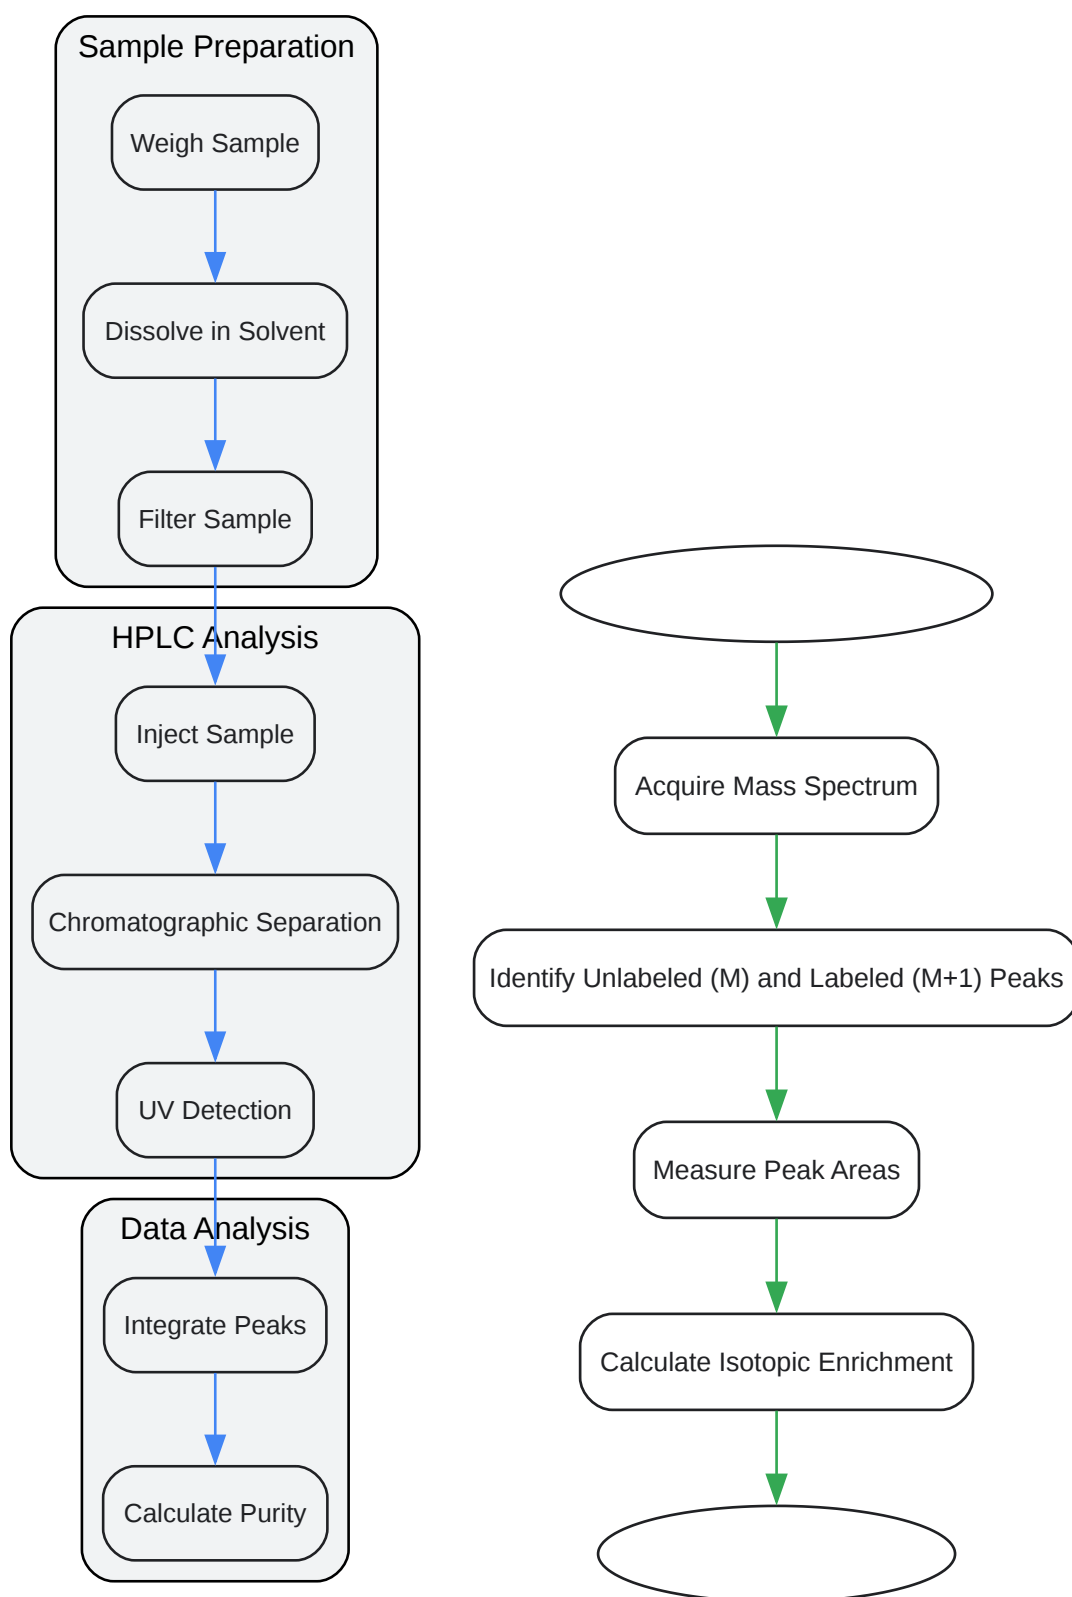 Sample Preparation
Weigh Sample
Dissolve in Solvent
Filter Sample
HPLC Analysis
Inject Sample
Chromatographic Separation
UV Detection
Data Analysis
Integrate Peaks
Calculate Purity
Acquire Mass Spectrum
Identify Unlabeled (M) and Labeled (M+1) Peaks
Measure Peak Areas
Calculate Isotopic Enrichment